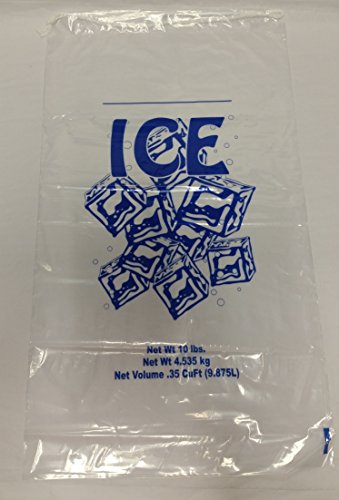 ICE
Net Wt 10 lbs.
Net Wt 4.535 kg
Net Volume .35 CuFt (9.875L)